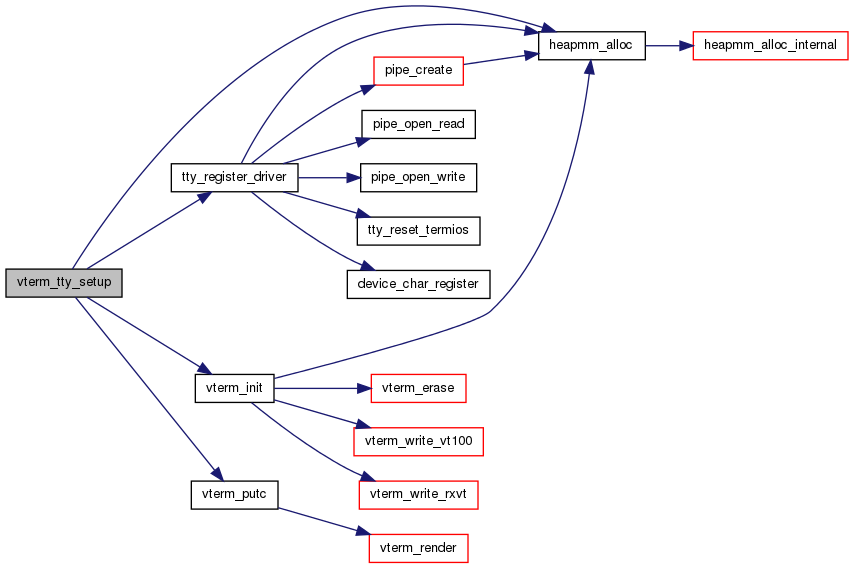 heapmm_alloc
heapmm_alloc_internal
pipe_create
pipe_open_read
tty_register_driver
pipe_open_write
tty_reset_termios
vterm_tty_setup
device_char_register
vterm_init
vterm_erase
vterm_write_vt100
vterm_putc
vterm_write_rxvt
vterm_render